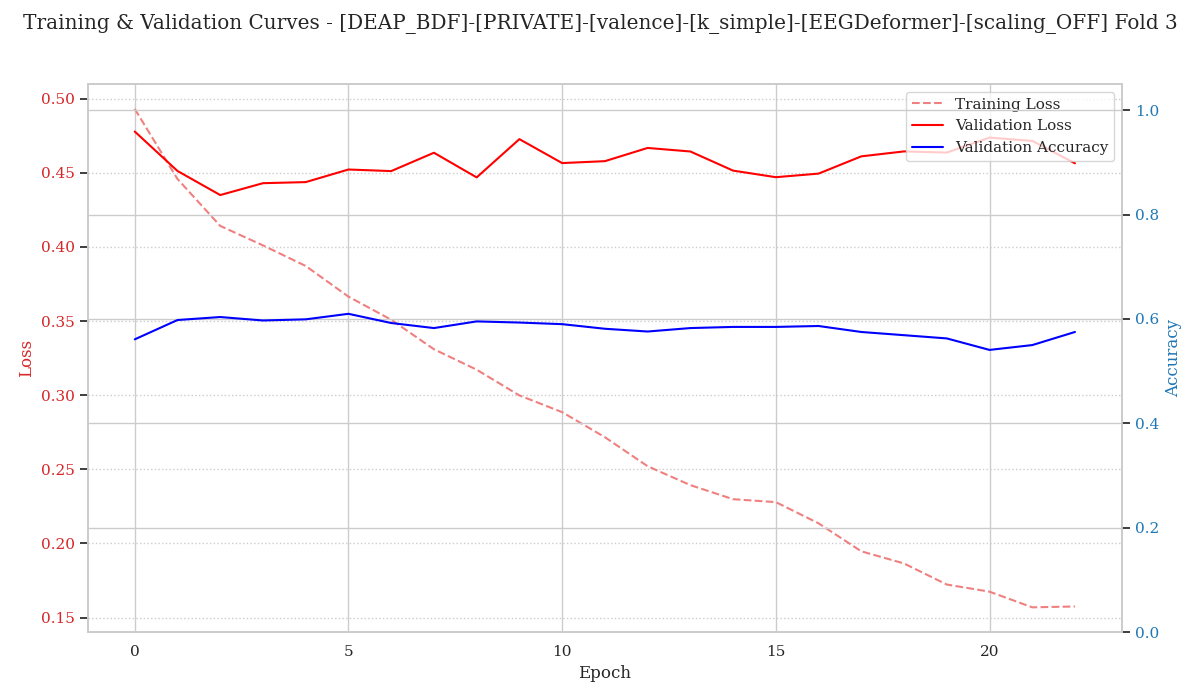 Training & Validation Curves - [DEAP_BDF]-[PRIVATE]-[valence]-[k_simple]-[EEGDeformer]-[scaling_OFF] Fold 3
Training Loss
Validation Loss
Validation Accuracy
0.50
0.45
0.40
0.35
0.30
0.25
0.20
0.15
Loss
1.0
0.8
0.6
0.4
0.2
0.0
Accuracy
0 5 10 15 20
Epoch